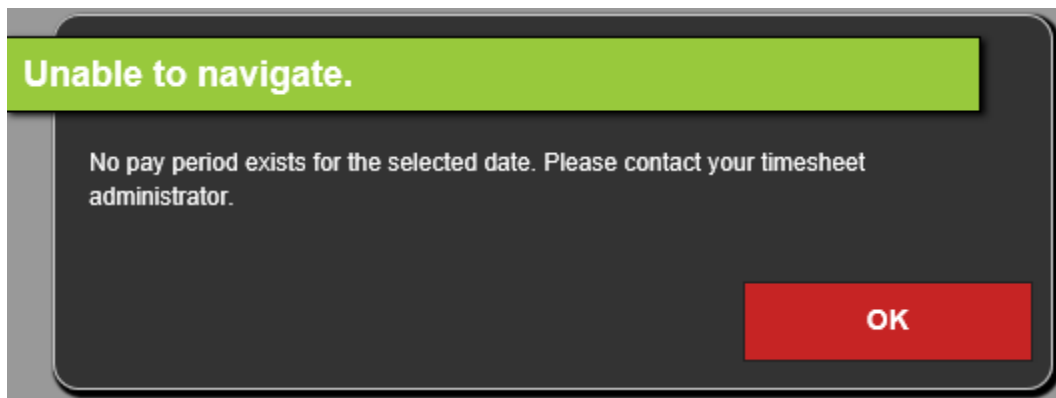 Unable to navigate.
No pay period exists for the selected date. Please contact your timesheet
administrator.
OK